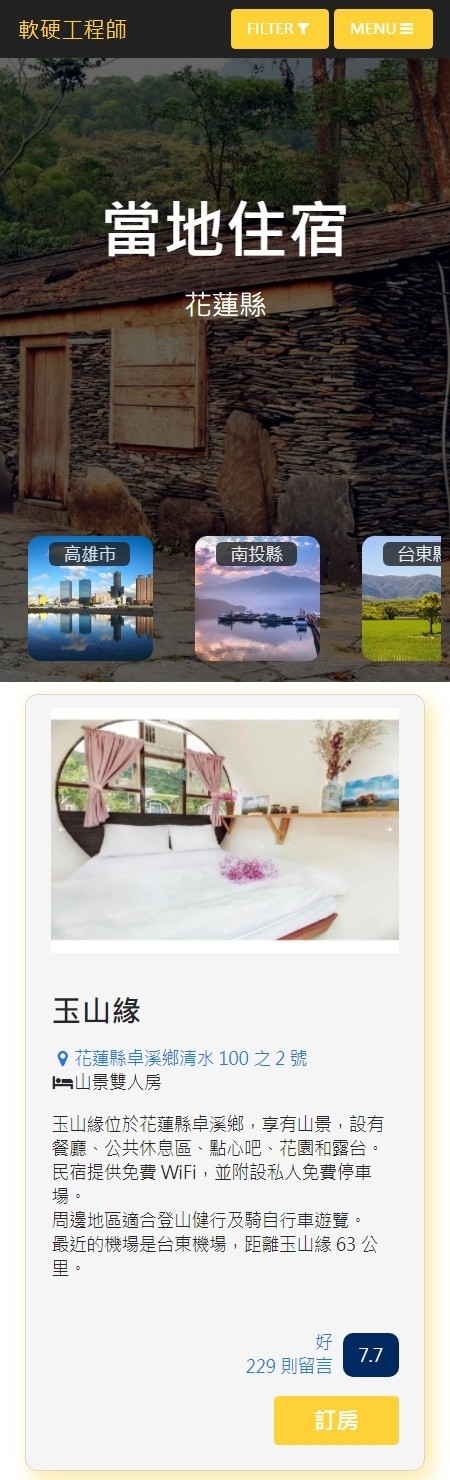 軟硬工程師
FILTER
MENU
當地住宿
花蓮縣
高雄市
南投縣
台東縣
玉山緣
花蓮縣卓溪鄉清水 100 之 2 號
山景雙人房
玉山緣位於花蓮縣卓溪鄉，享有山景，設有
餐廳、公共休息區、點心吧、花園和露台。
民宿提供免費 WiFi，並附設私人免費停車
場。
周邊地區適合登山健行及騎自行車遊覽。
最近的機場是台東機場，距離玉山緣 63 公
里。
好
229 則留言
7.7
訂房